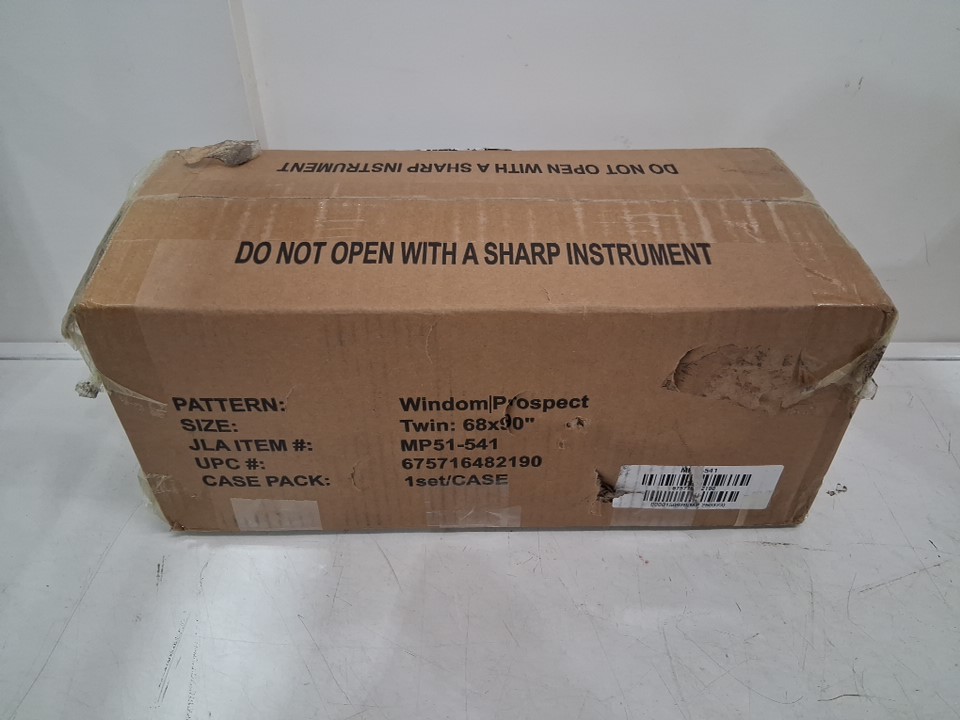 DO NOT OPEN WITH A SHARP INSTRUMENT
DO NOT OPEN WITH A SHARP INSTRUMENT
PATTERN: Windom|Prospect
SIZE: Twin: 68x90"
JLA ITEM #: MP51-541
UPC #: 675716482190
CASE PACK: 1set/CASE